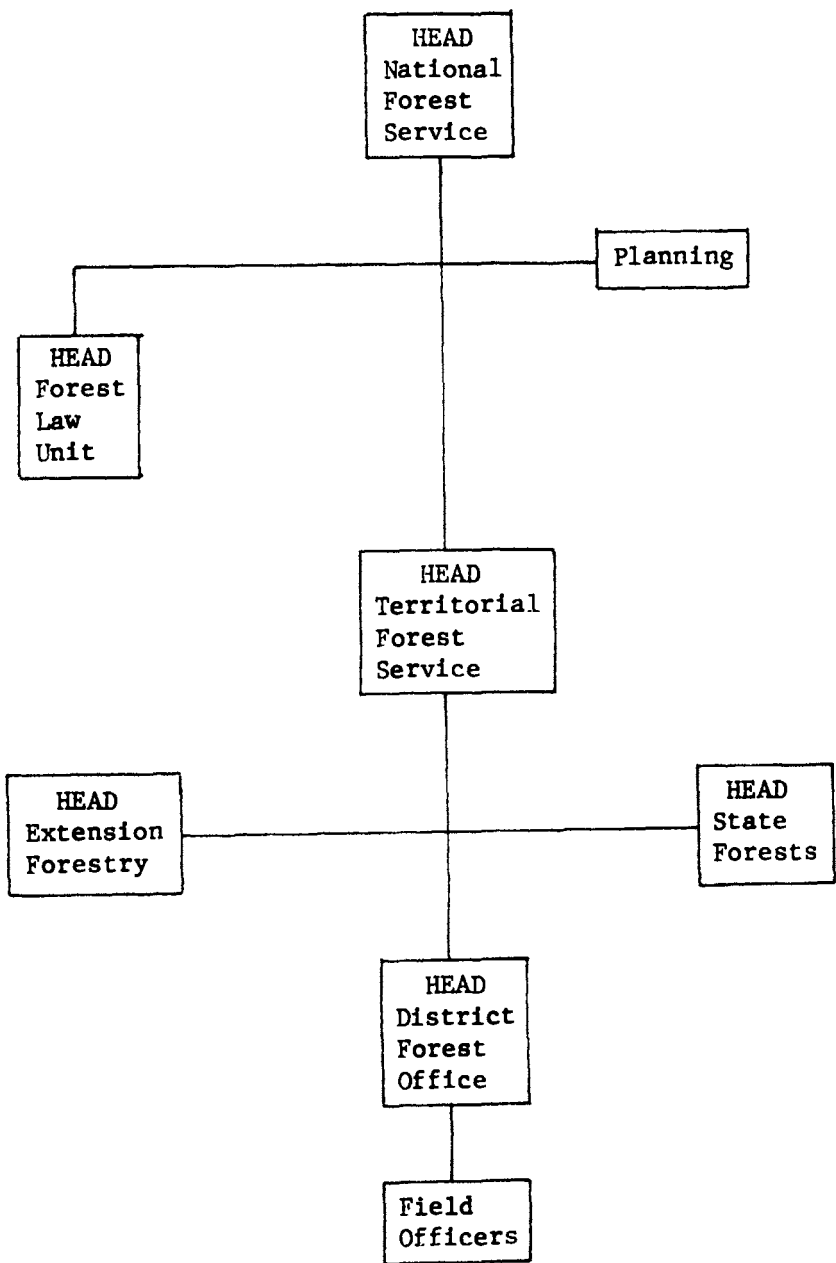 HEAD
National
Forest
Service
Planning
HEAD
Forest
Law
Unit
HEAD
Territorial
Forest
Service
HEAD
Extension
Forestry
HEAD
State
Forests
HEAD
District
Forest
Office
Field
Officers